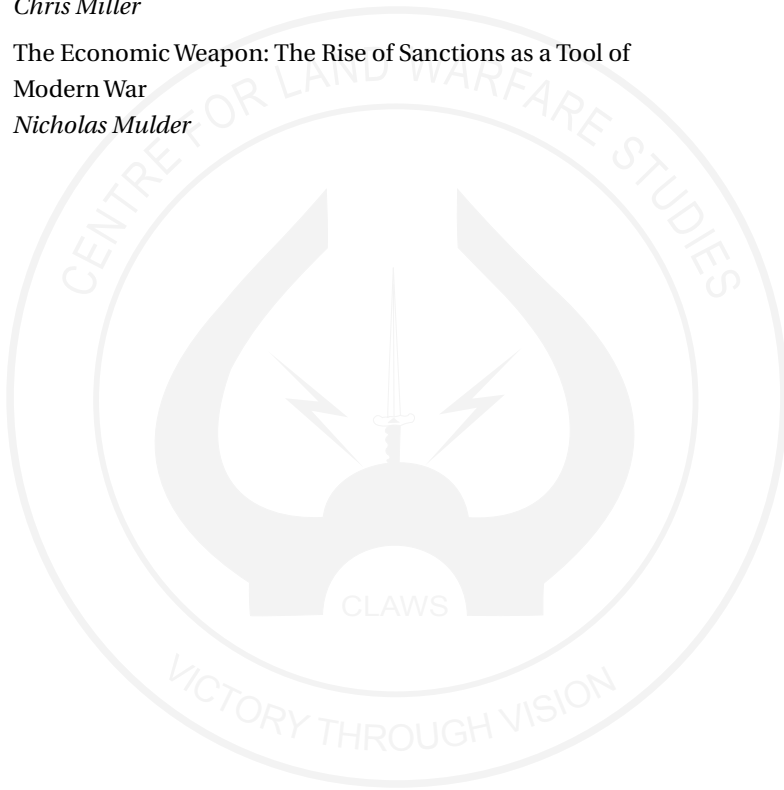 Chris Miller
The Economic Weapon: The Rise of Sanctions as a Tool of
Modern War
Nicholas Mulder
CENTRE FOR LAND WARFARE STUDIES
CLAWS
VICTORY THROUGH VISION